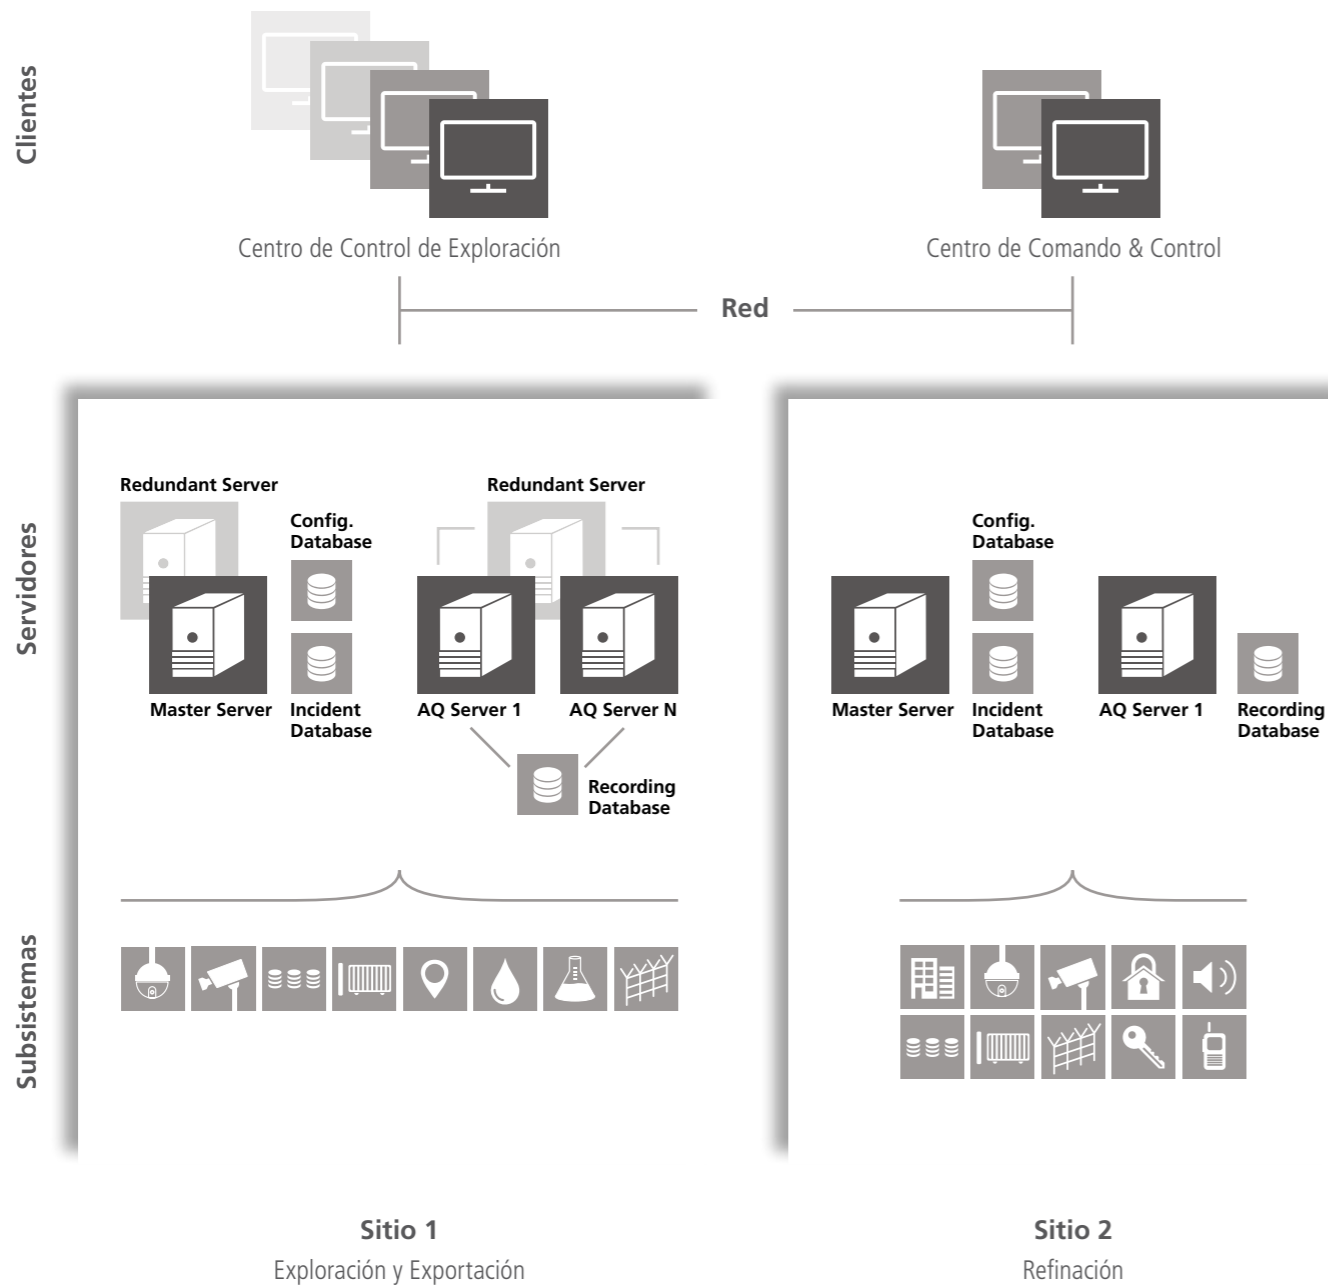 Clientes
Centro de Control de Exploración
Centro de Comando & Control
Red
Servidores
Redundant Server
Config.
Database
Master Server
Incident
Database
Redundant Server
AQ Server 1
AQ Server N
Recording
Database
Config.
Database
Master Server
Incident
Database
AQ Server 1
Recording
Database
Subsistemas
Sitio 1
Exploración y Exportación
Sitio 2
Refinación